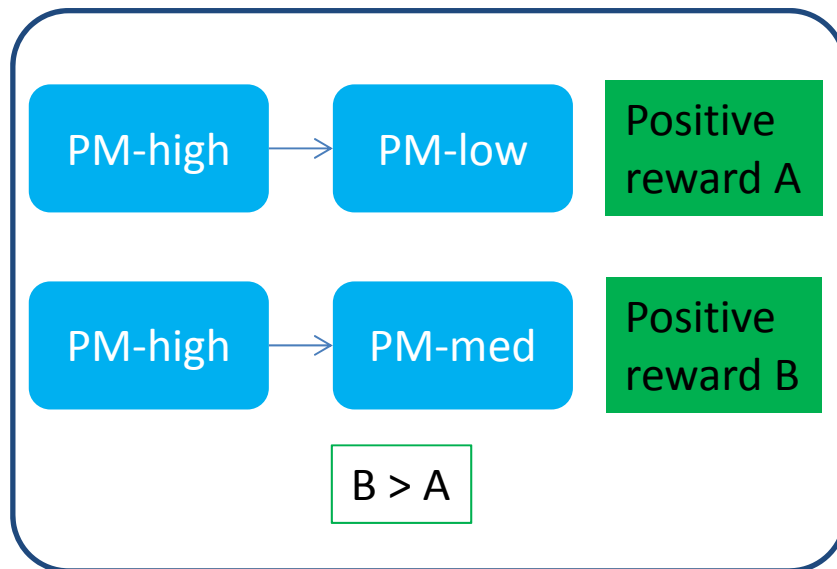 PM-high
PM-low
Positive
reward A
PM-high
PM-med
Positive
reward B
B > A